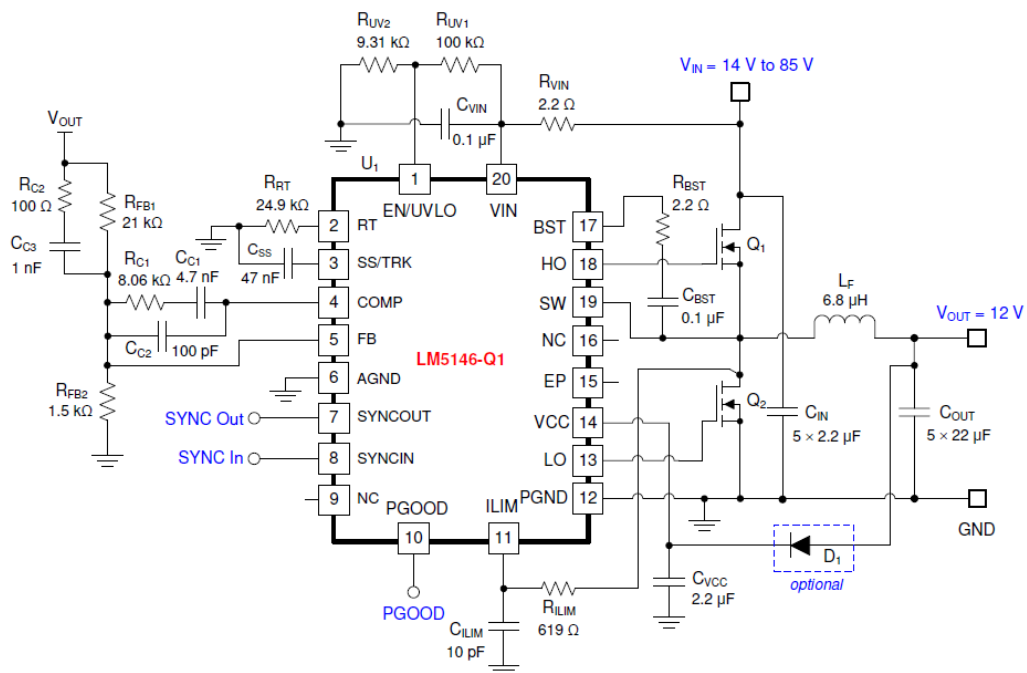 R_UV2
9.31 kΩ
R_UV1
100 kΩ
V_IN = 14 V to 85 V
R_VIN
2.2 Ω
C_VIN
0.1 µF
V_OUT
U_1
1
EN/UVLO
20
VIN
R_C2
100 Ω
R_FB1
21 kΩ
R_RT
24.9 kΩ
2
RT
BST
17
R_BST
2.2 Ω
Q_1
C_C3
1 nF
R_C1
8.06 kΩ
C_C1
4.7 nF
C_SS
47 nF
3
SS/TRK
HO
18
4
COMP
SW
19
C_BST
0.1 µF
L_F
6.8 µH
V_OUT = 12 V
C_C2
100 pF
5
FB
NC
16
LM5146-Q1
R_FB2
1.5 kΩ
6
AGND
EP
15
Q_2
SYNC Out
7
SYNCOUT
VCC
14
C_IN
5 × 2.2 µF
C_OUT
5 × 22 µF
SYNC In
8
SYNCIN
LO
13
9
NC
PGOOD
10
ILIM
11
PGND
12
GND
D_1
optional
PGOOD
C_ILIM
10 pF
R_ILIM
619 Ω
C_VCC
2.2 µF